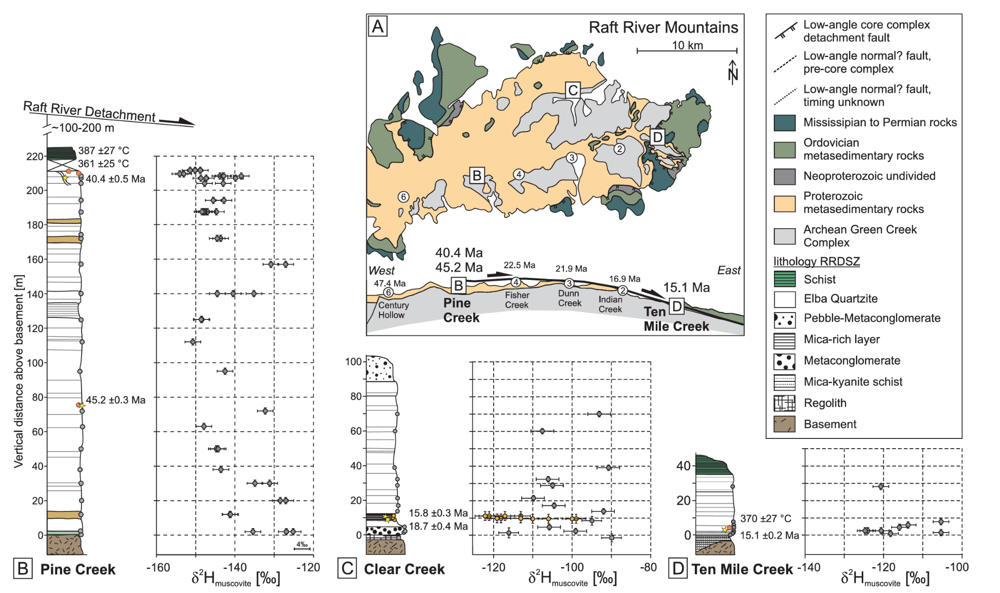 A
Raft River Mountains
10 km
N
C
D
B
2
3
4
6
West
East
40.4 Ma
45.2 Ma
47.4 Ma
22.5 Ma
21.9 Ma
16.9 Ma
15.1 Ma
6
B
4
3
2
D
Century
Hollow
Pine
Creek
Fisher
Creek
Dunn
Creek
Indian
Creek
Ten
Mile Creek
Low-angle core complex
detachment fault
Low-angle normal? fault,
pre-core complex
Low-angle normal? fault,
timing unknown
Mississipian to Permian rocks
Ordovician
metasedimentary rocks
Neoproterozoic undivided
Proterozoic
metasedimentary rocks
Archean Green Creek
Complex
lithology RRDSZ
Schist
Elba Quartzite
Pebble-Metaconglomerate
Mica-rich layer
Metaconglomerate
Mica-kyanite schist
Regolith
Basement
Raft River Detachment
~100-200 m
387 ±27 °C
361 ±25 °C
40.4 ±0.5 Ma
45.2 ±0.3 Ma
Vertical distance above basement [m]
220
200
180
160
140
120
100
80
60
40
20
0
4‰
-160
-140
-120
δ²Hmuscovite [‰]
B Pine Creek
100
80
60
40
20
0
15.8 ±0.3 Ma
18.7 ±0.4 Ma
-120
-100
-80
δ²Hmuscovite [‰]
C Clear Creek
40
20
0
370 ±27 °C
15.1 ±0.2 Ma
-140
-120
-100
δ²Hmuscovite [‰]
D Ten Mile Creek